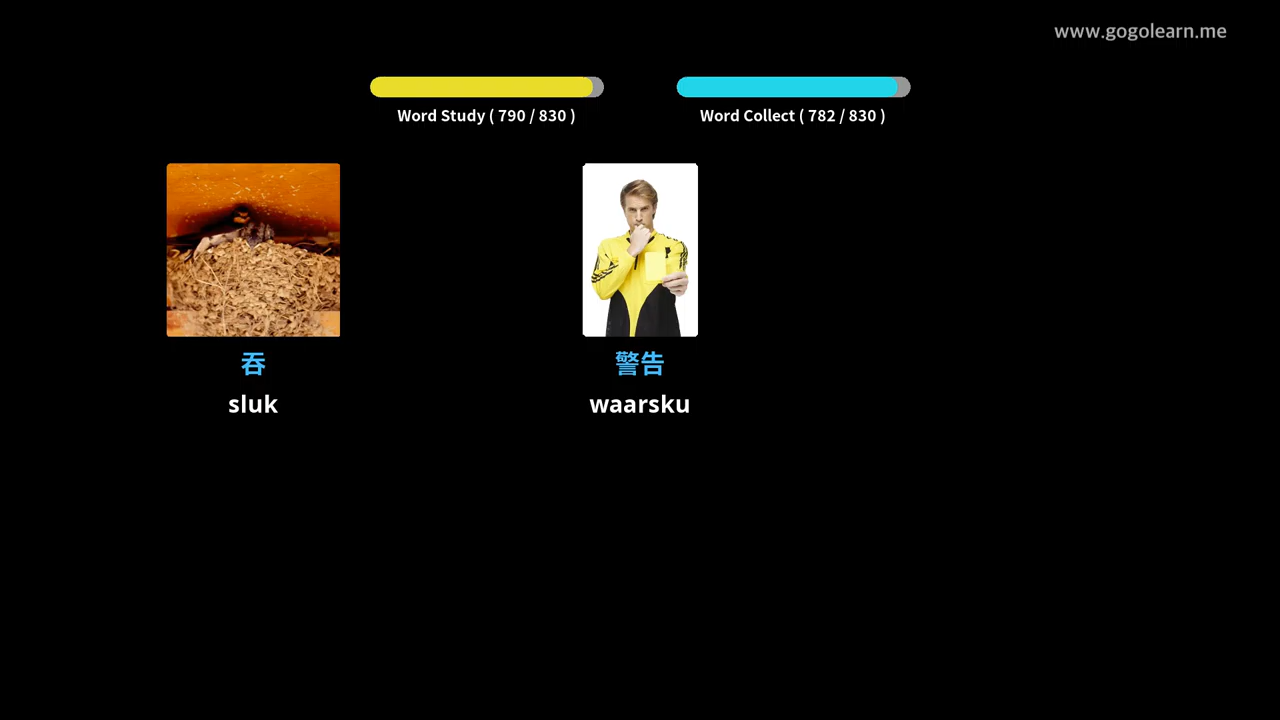 www.gogolearn.me
Word Study ( 790 / 830 )
Word Collect ( 782 / 830 )
吞
警告
sluk
waarsku